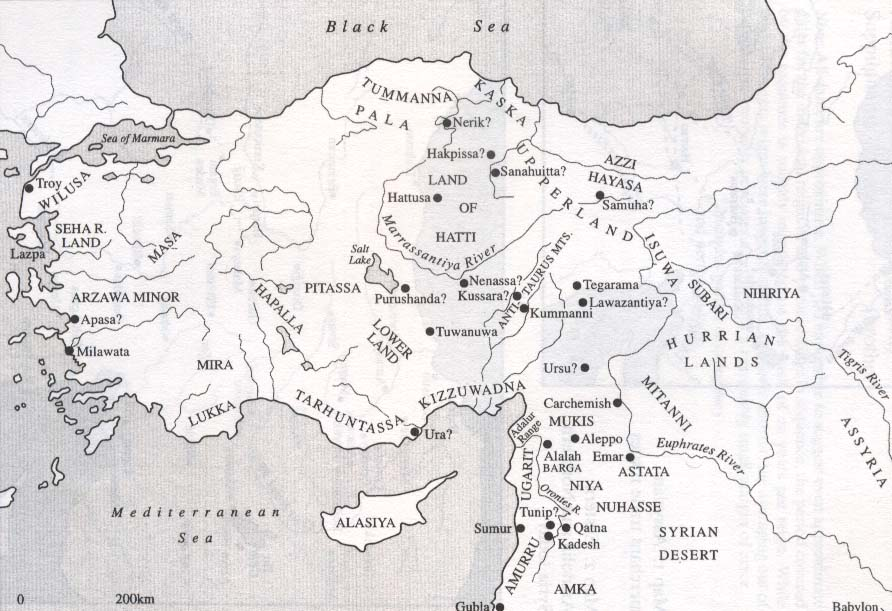 Black Sea
TUMMANNA
PALA
KASKA
Nerik?
Sea of Marmara
Hakpissa?
Sanahuitta?
AZZI
HAYASA
UPPER LAND
Troy
WILUSA
Hattusa
LAND
OF
HATTI
Samuha?
SEHA R.
LAND
Lazpa
MASA
Marrassantiya River
Salt
Lake
ISUWA
ANTI-TAURUS MTS.
PITASSA
Purushanda?
Nenassa?
Kussara?
Tegarama
Lawazantiya?
SUBARI
NIHRIYA
ARZAWA MINOR
Apasa?
HAPALLA
Kummanni
Tuwanuwa
LOWER
LAND
HURRIAN
LANDS
Milawata
MIRA
Ursu?
Tigris River
LUKKA
TARHUNTASSA
KIZZUWADNA
MITANNI
Carchemish
Ura?
Adalur
Range
MUKIS
Aleppo
Alalah
BARGA
Emar
ASTATA
Euphrates River
ASSYRIA
UGARIT
NIYA
Orontes R
NUHASSE
Mediterranean
Sea
ALASIYA
Tunip?
Sumur
Qatna
Kadesh
SYRIAN
DESERT
AMURRU
AMKA
0 200km
Gubla
Babylon